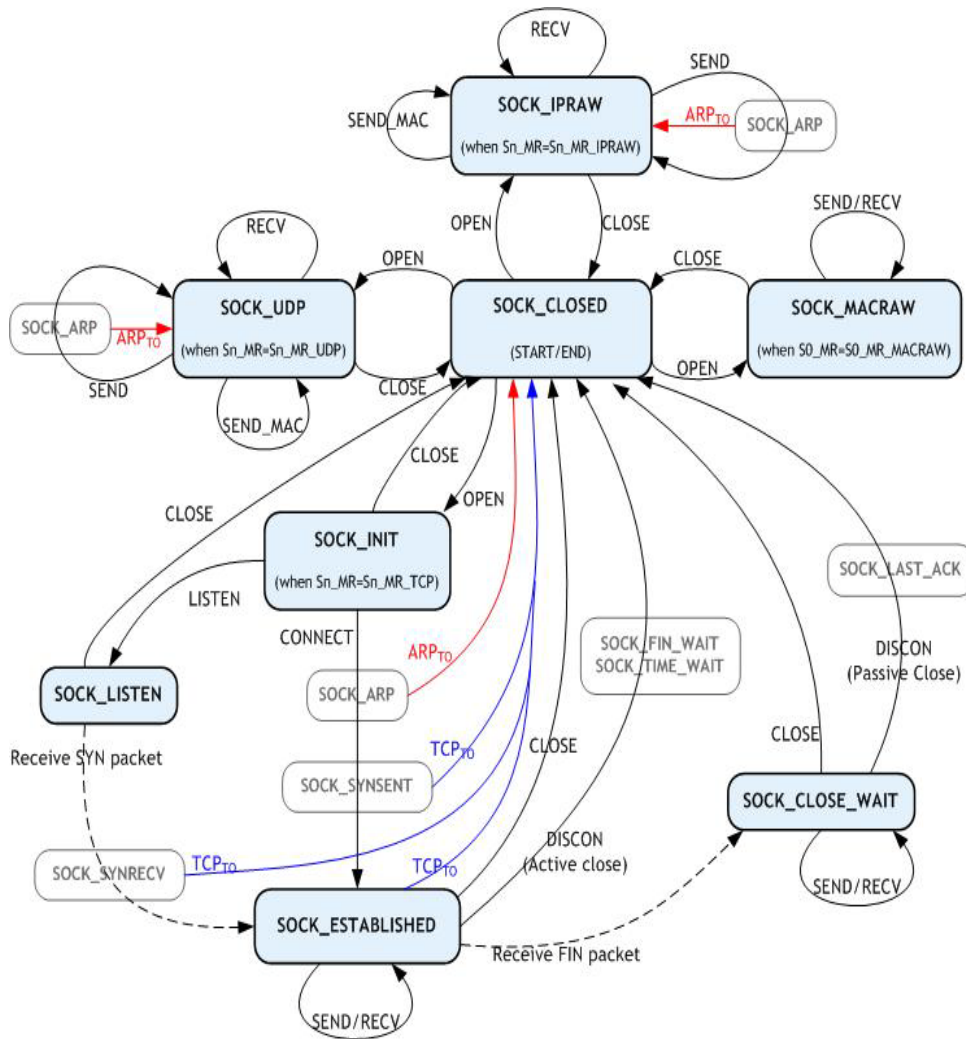 RECV
SEND
SOCK_IPRAW
(when Sn_MR=Sn_MR_IPRAW)
SEND_MAC
ARPTO
SOCK_ARP
OPEN
CLOSE
SEND/RECV
RECV
OPEN
CLOSE
SOCK_UDP
(when Sn_MR=Sn_MR_UDP)
SOCK_CLOSED
(START/END)
SOCK_MACRAW
(when S0_MR=S0_MR_MACRAW)
SOCK_ARP
ARPTO
SEND
CLOSE
OPEN
SEND_MAC
CLOSE
OPEN
CLOSE
SOCK_INIT
(when Sn_MR=Sn_MR_TCP)
SOCK_LAST_ACK
LISTEN
CONNECT
SOCK_FIN_WAIT
SOCK_TIME_WAIT
DISCON
(Passive Close)
ARPTO
SOCK_ARP
SOCK_LISTEN
Receive SYN packet
TCPTO
CLOSE
CLOSE
SOCK_SYNSENT
SOCK_CLOSE_WAIT
DISCON
(Active close)
SOCK_SYNRECV
TCPTO
TCPTO
SEND/RECV
SOCK_ESTABLISHED
Receive FIN packet
SEND/RECV